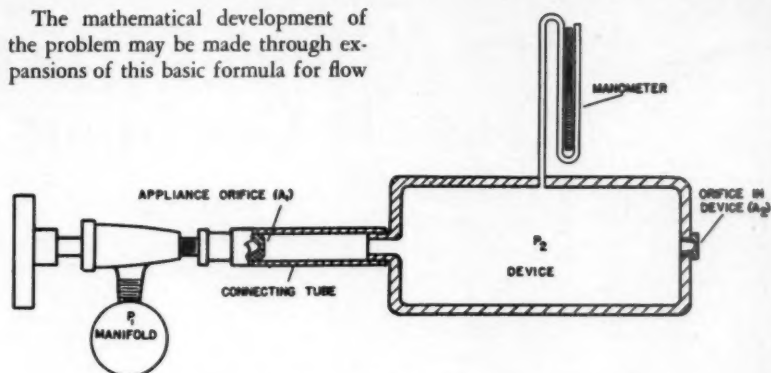 The mathematical development of
the problem may be made through ex-
pansions of this basic formula for flow
MANOMETER
APPLIANCE ORIFICE (A₁)
ORIFICE IN
DEVICE (A₂)
P₂
DEVICE
CONNECTING TUBE
P₁
MANIFOLD